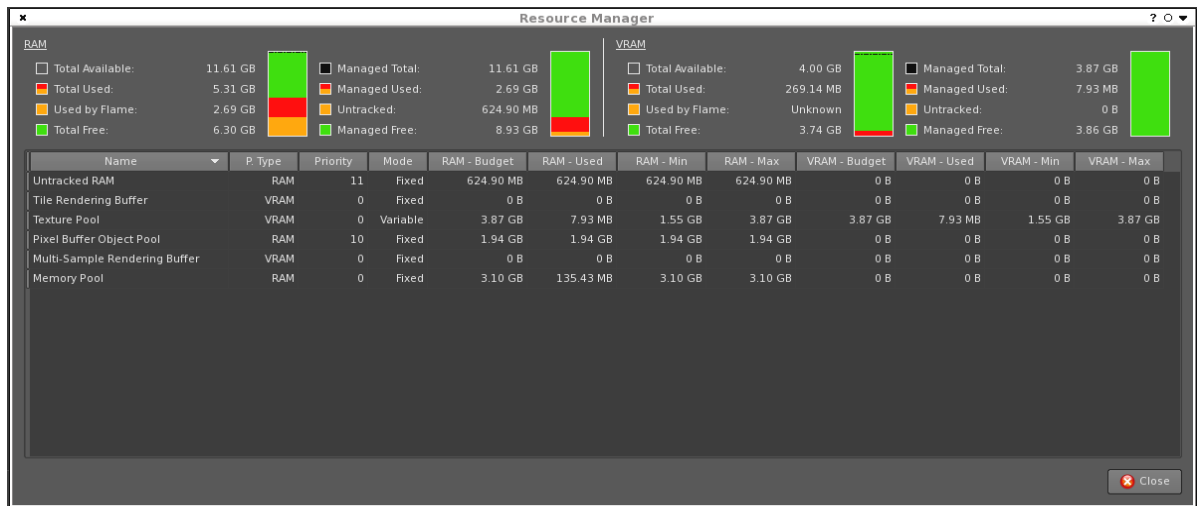 Resource Manager
?
RAM
Total Available: 11.61 GB Managed Total: 11.61 GB
Total Used: 5.31 GB Managed Used: 2.69 GB
Used by Flame: 2.69 GB Untracked: 624.90 MB
Total Free: 6.30 GB Managed Free: 8.93 GB
VRAM
Total Available: 4.00 GB Managed Total: 3.87 GB
Total Used: 269.14 MB Managed Used: 7.93 MB
Used by Flame: Unknown Untracked: 0 B
Total Free: 3.74 GB Managed Free: 3.86 GB
Name P. Type Priority Mode RAM - Budget RAM - Used RAM - Min RAM - Max VRAM - Budget VRAM - Used VRAM - Min VRAM - Max
Untracked RAM RAM 11 Fixed 624.90 MB 624.90 MB 624.90 MB 624.90 MB 0 B 0 B 0 B 0 B
Tile Rendering Buffer VRAM 0 Fixed 0 B 0 B 0 B 0 B 0 B 0 B 0 B 0 B
Texture Pool VRAM 0 Variable 3.87 GB 7.93 MB 1.55 GB 3.87 GB 3.87 GB 7.93 MB 1.55 GB 3.87 GB
Pixel Buffer Object Pool RAM 10 Fixed 1.94 GB 1.94 GB 1.94 GB 1.94 GB 0 B 0 B 0 B 0 B
Multi-Sample Rendering Buffer VRAM 0 Fixed 0 B 0 B 0 B 0 B 0 B 0 B 0 B 0 B
Memory Pool RAM 0 Fixed 3.10 GB 135.43 MB 3.10 GB 3.10 GB 0 B 0 B 0 B 0 B
Close